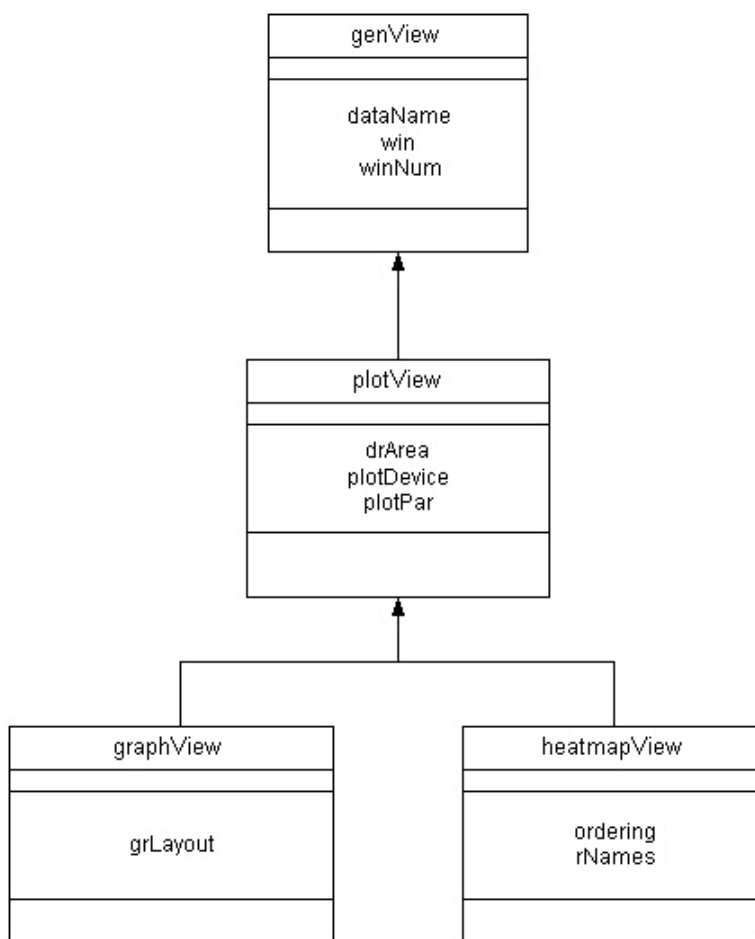 genView
dataName
win
winNum
plotView
drArea
plotDevice
plotPar
graphView
grLayout
heatmapView
ordering
rNames